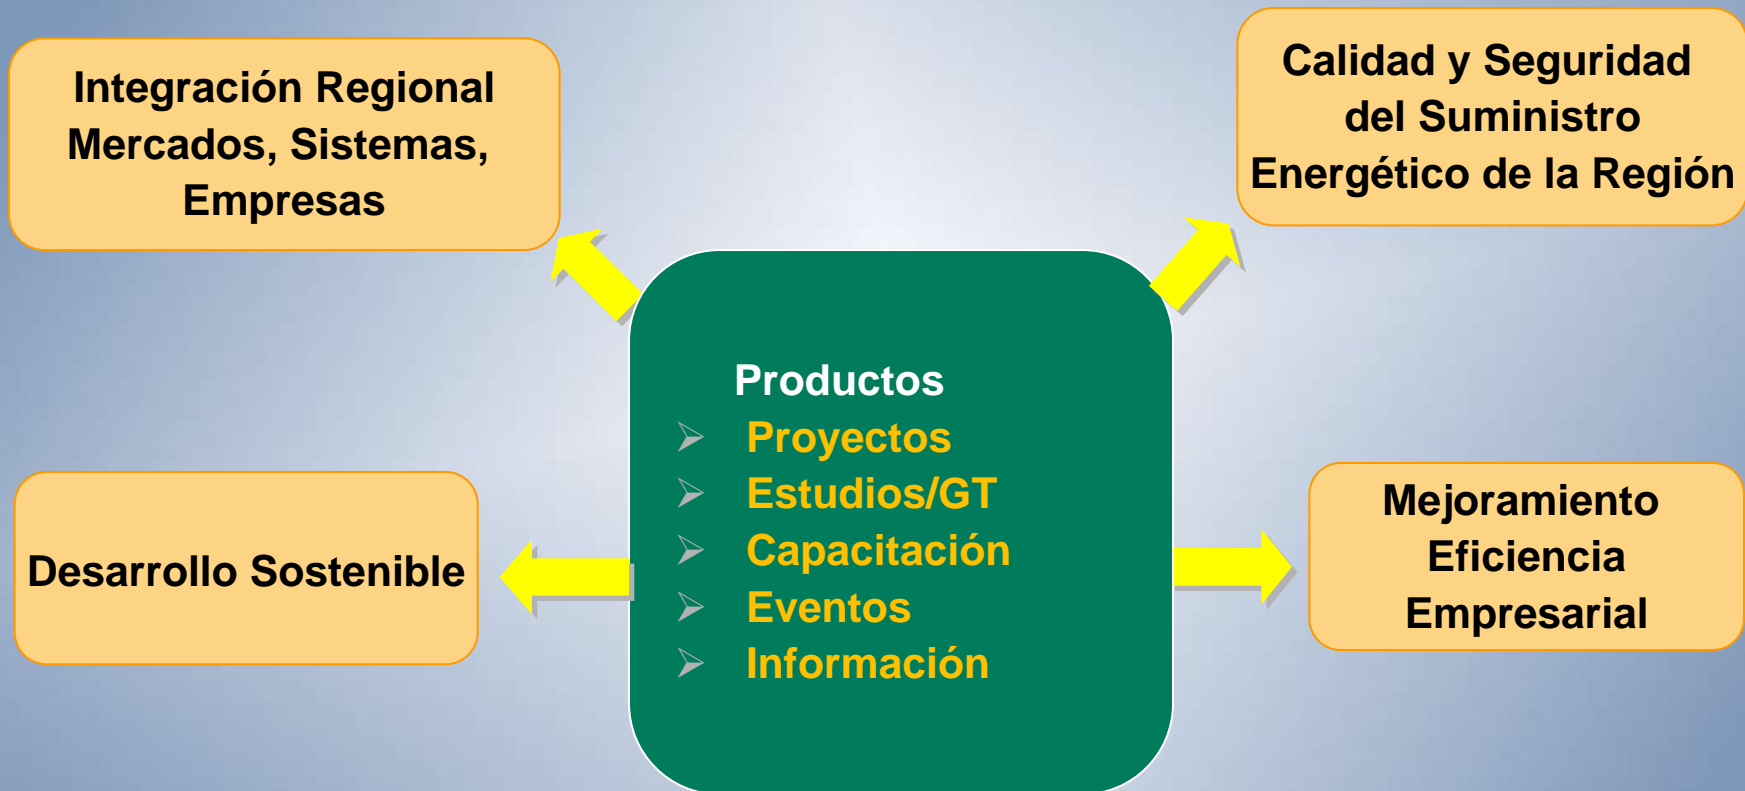 Integración Regional
Mercados, Sistemas,
Empresas
Calidad y Seguridad
del Suministro
Energético de la Región
Productos
Proyectos
Estudios/GT
Capacitación
Eventos
Información
Desarrollo Sostenible
Mejoramiento
Eficiencia
Empresarial